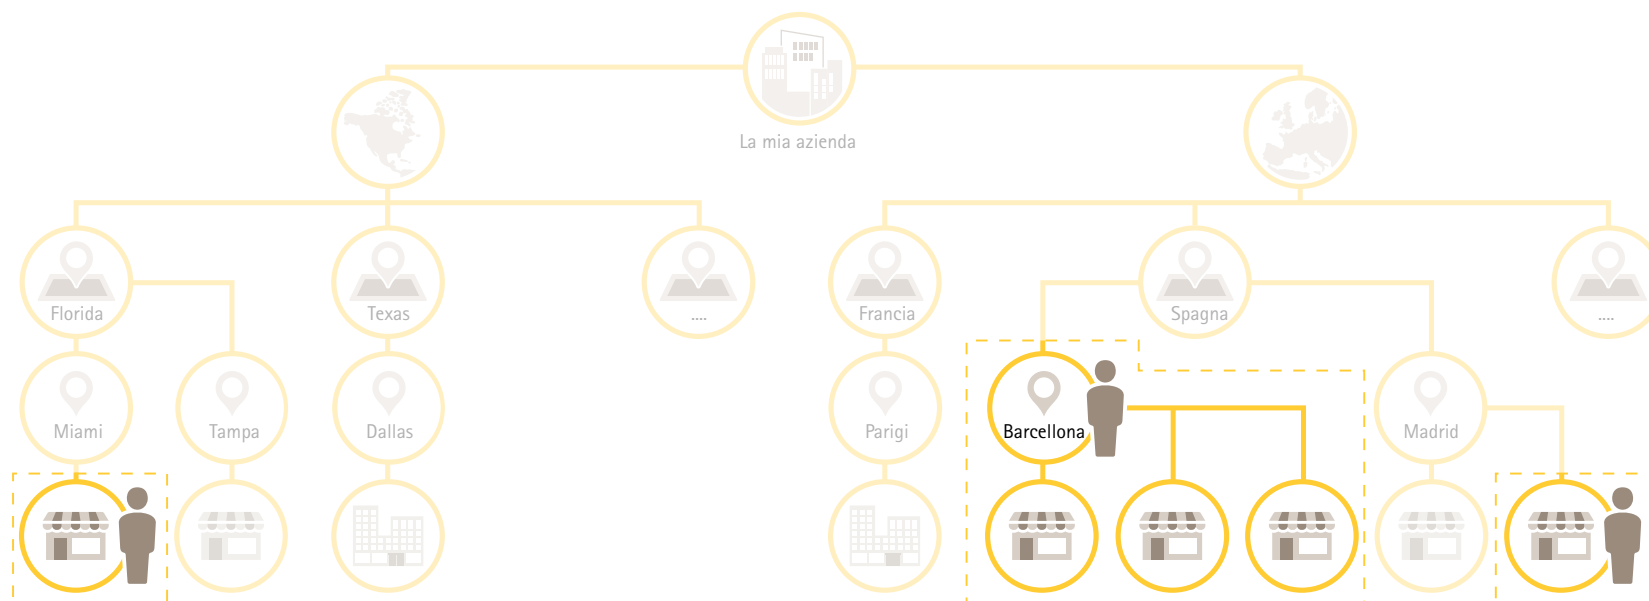 La mia azienda
Florida
Texas
....
Francia
Spagna
....
Miami
Tampa
Dallas
Parigi
Barcellona
Madrid